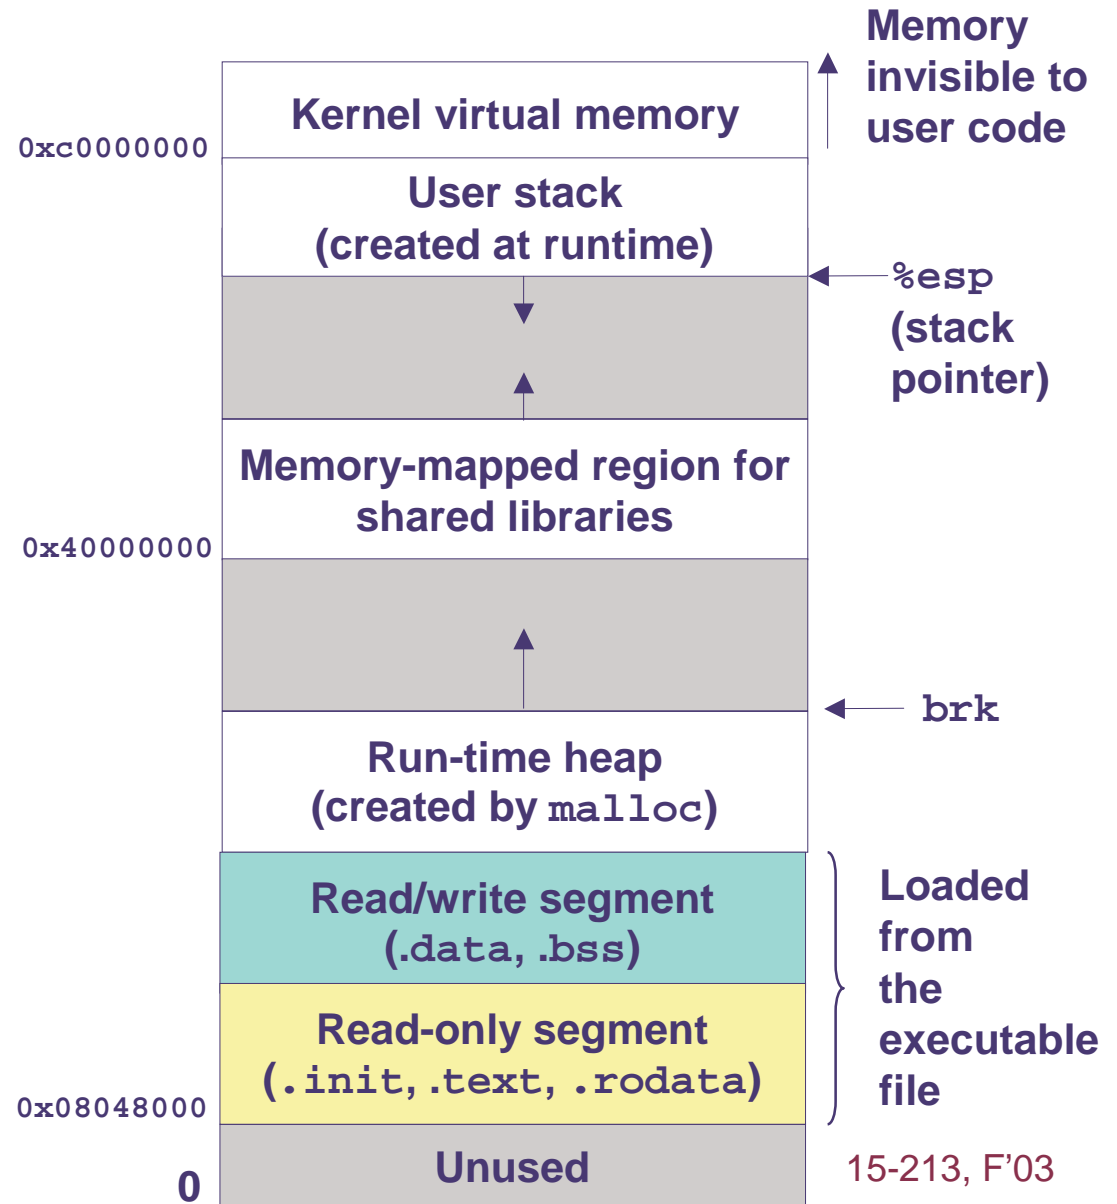 Memory
invisible to
user code
Kernel virtual memory
0xc0000000
User stack
(created at runtime)
%esp
(stack
pointer)
Memory-mapped region for
shared libraries
0x40000000
brk
Run-time heap
(created by malloc)
Read/write segment
(.data, .bss)
Loaded
from
the
executable
file
Read-only segment
(.init, .text, .rodata)
0x08048000
Unused
0
15-213, F’03